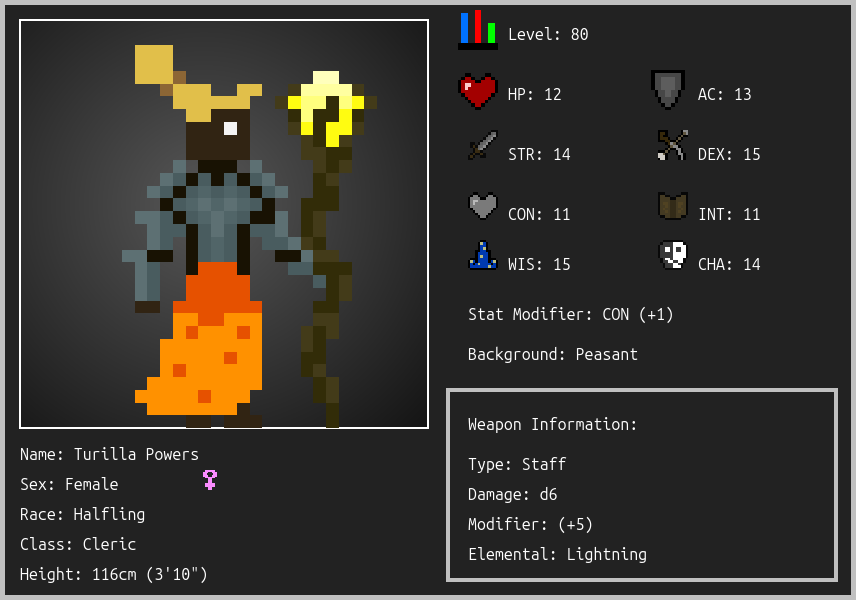 Level: 80
HP: 12
AC: 13
STR: 14
DEX: 15
CON: 11
INT: 11
WIS: 15
CHA: 14
Stat Modifier: CON (+1)
Background: Peasant
Name: Turilla Powers
Sex: Female
Race: Halfling
Class: Cleric
Height: 116cm (3'10")
Weapon Information:
Type: Staff
Damage: d6
Modifier: (+5)
Elemental: Lightning